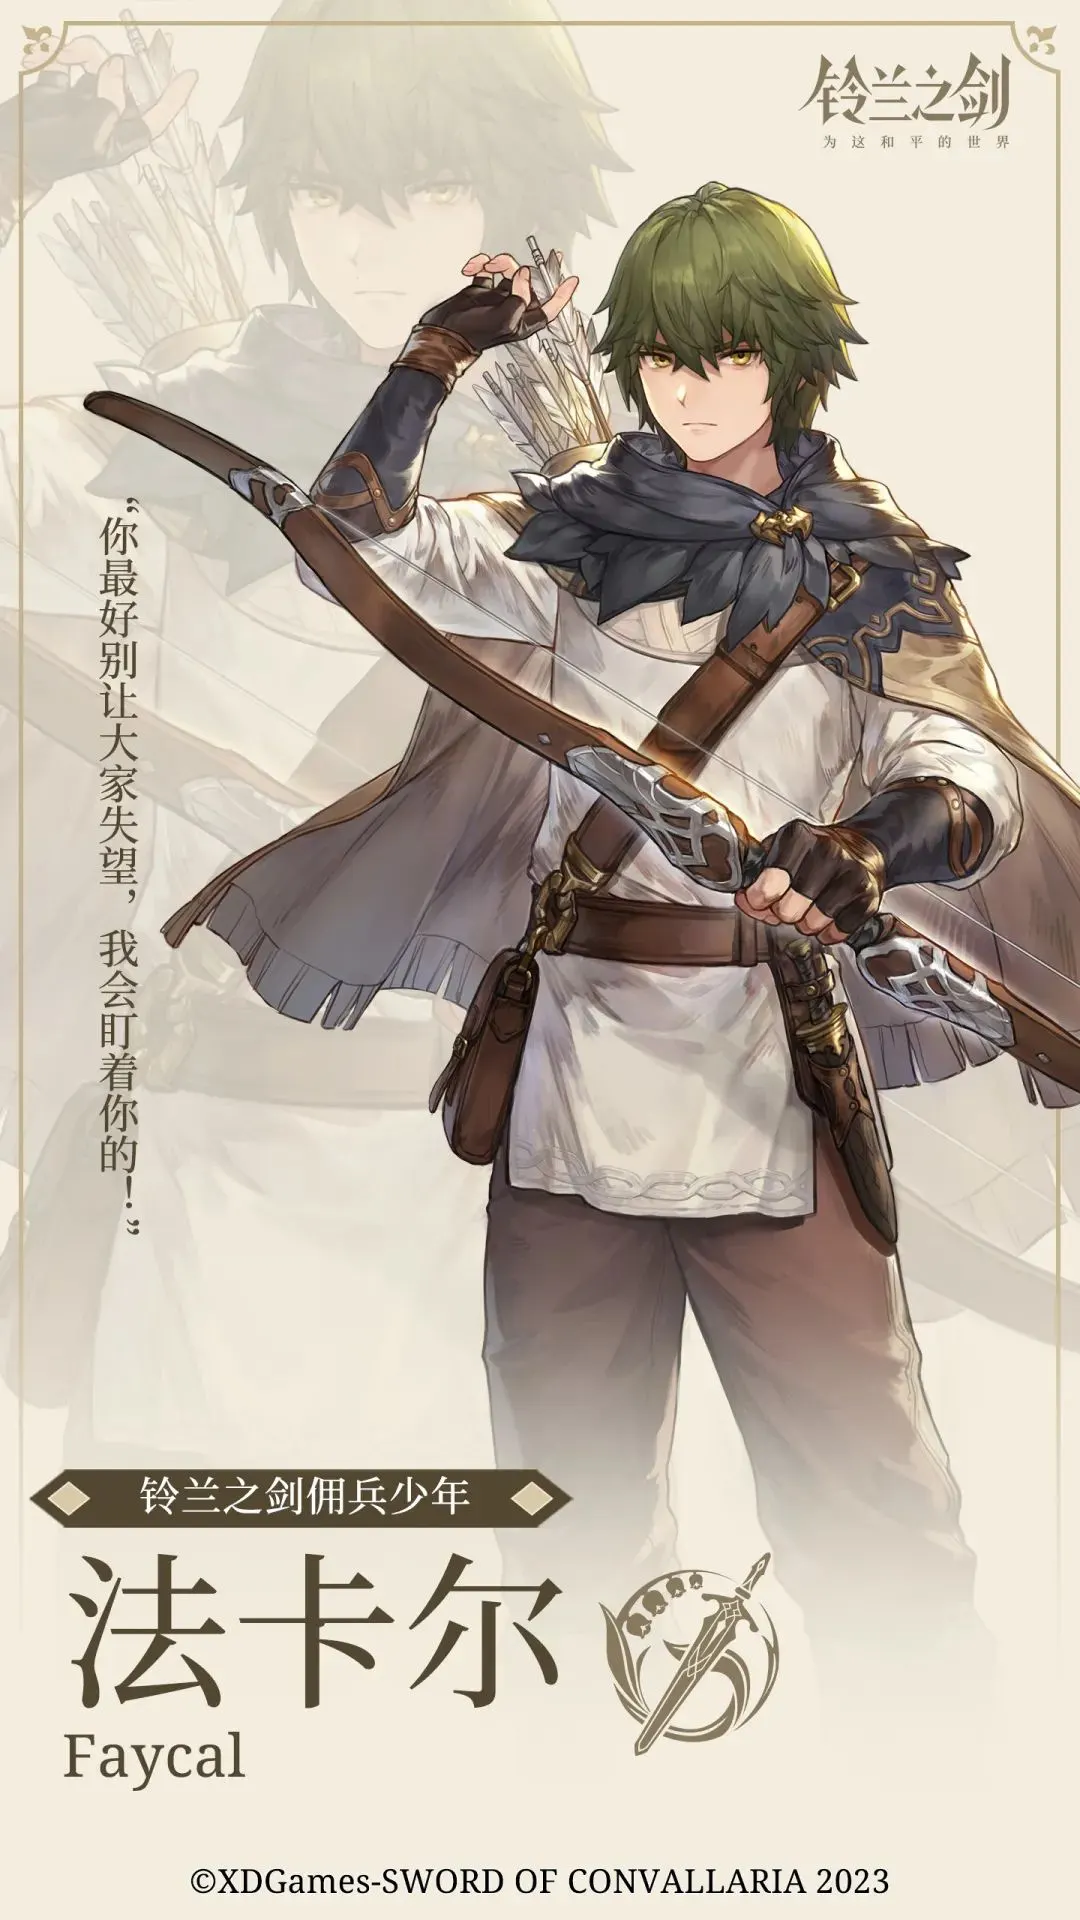 铃兰之剑
为这和平的世界
“你最好别让大家失望，我会盯着你的！”
铃兰之剑佣兵少年
法卡尔
Faycal
©XDGames-SWORD OF CONVALLARIA 2023